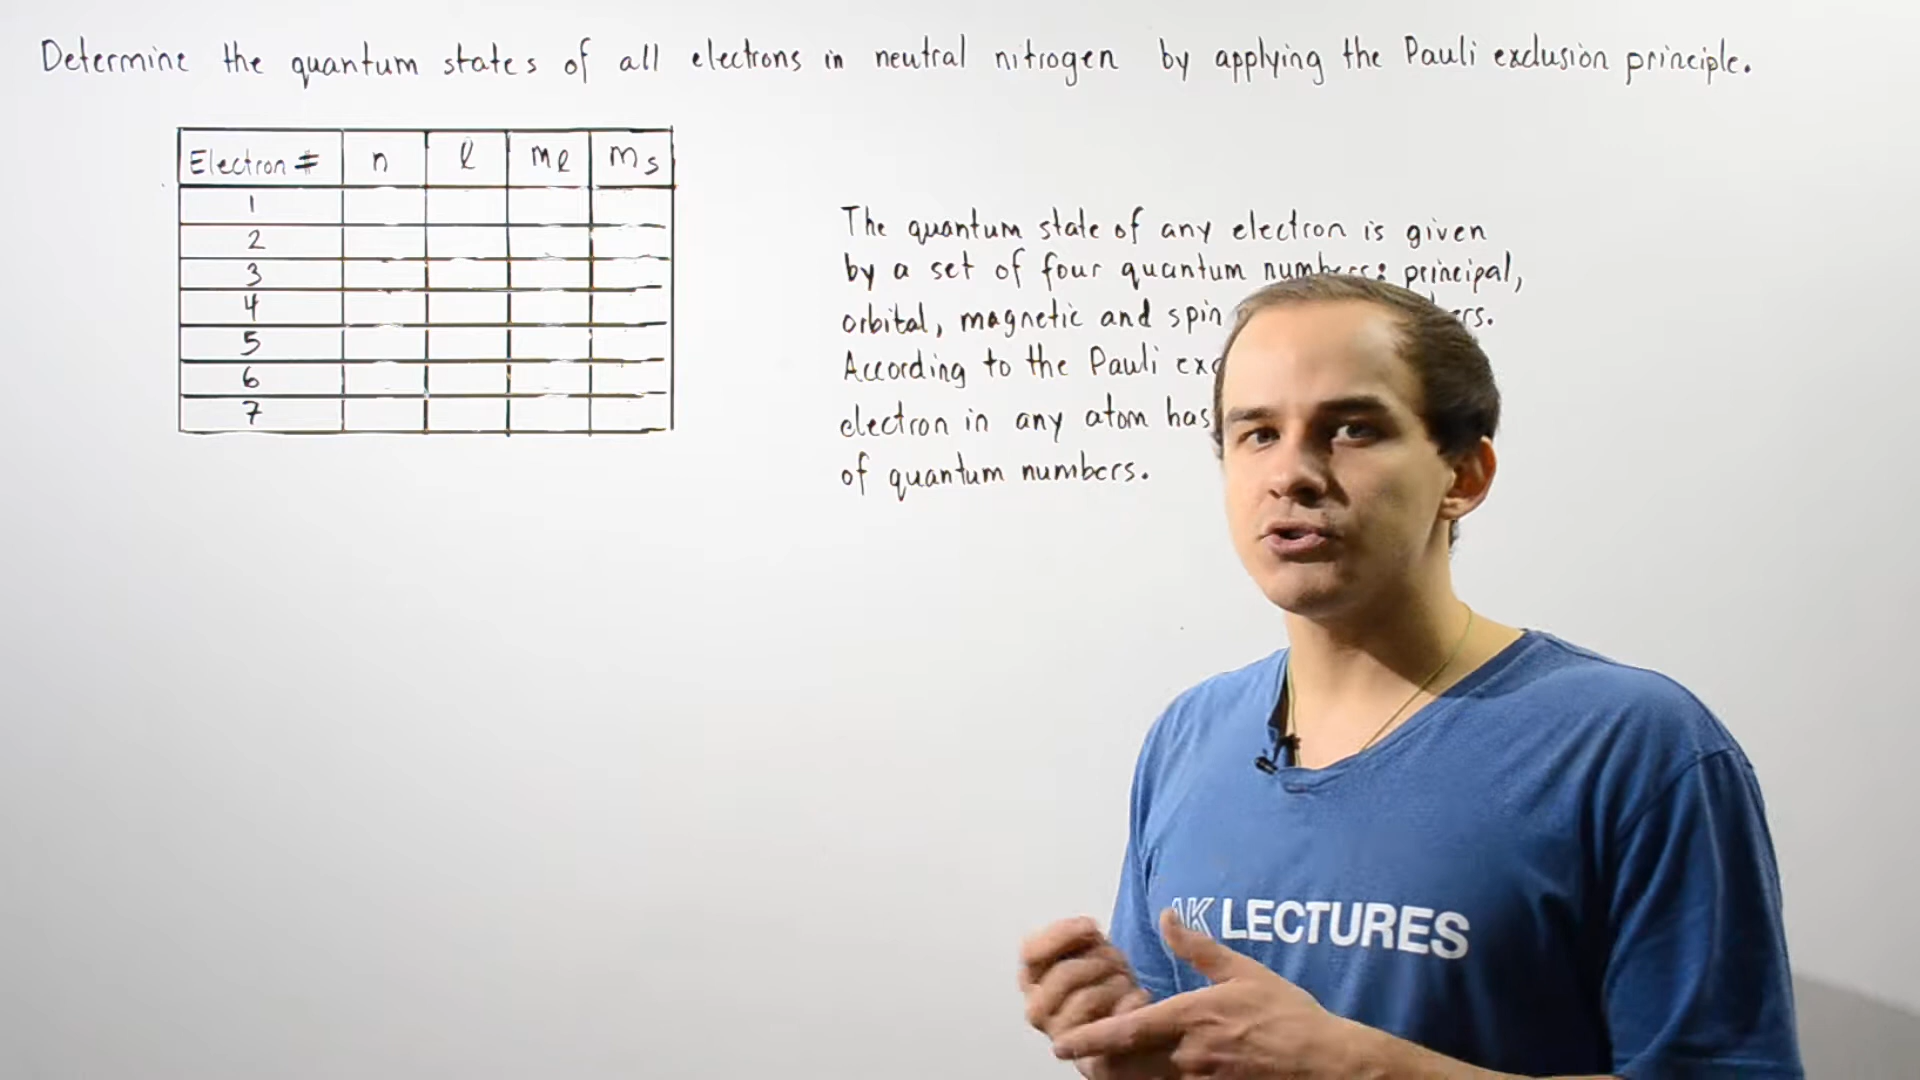 Determine the quantum states of all electrons in neutral nitrogen by applying the Pauli exclusion principle.
Electron # n ℓ mℓ ms
1
2
3
4
5
6
7
The quantum state of any electron is given
by a set of four quantum numbers: principal,
orbital, magnetic and spin
According to the Pauli
electron in any atom has
of quantum numbers.
AK LECTURES